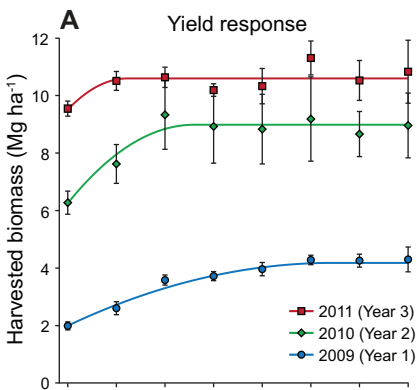 A
Yield response
Harvested biomass (Mg ha⁻¹)
12
10
8
6
4
2
0
2011 (Year 3)
2010 (Year 2)
2009 (Year 1)